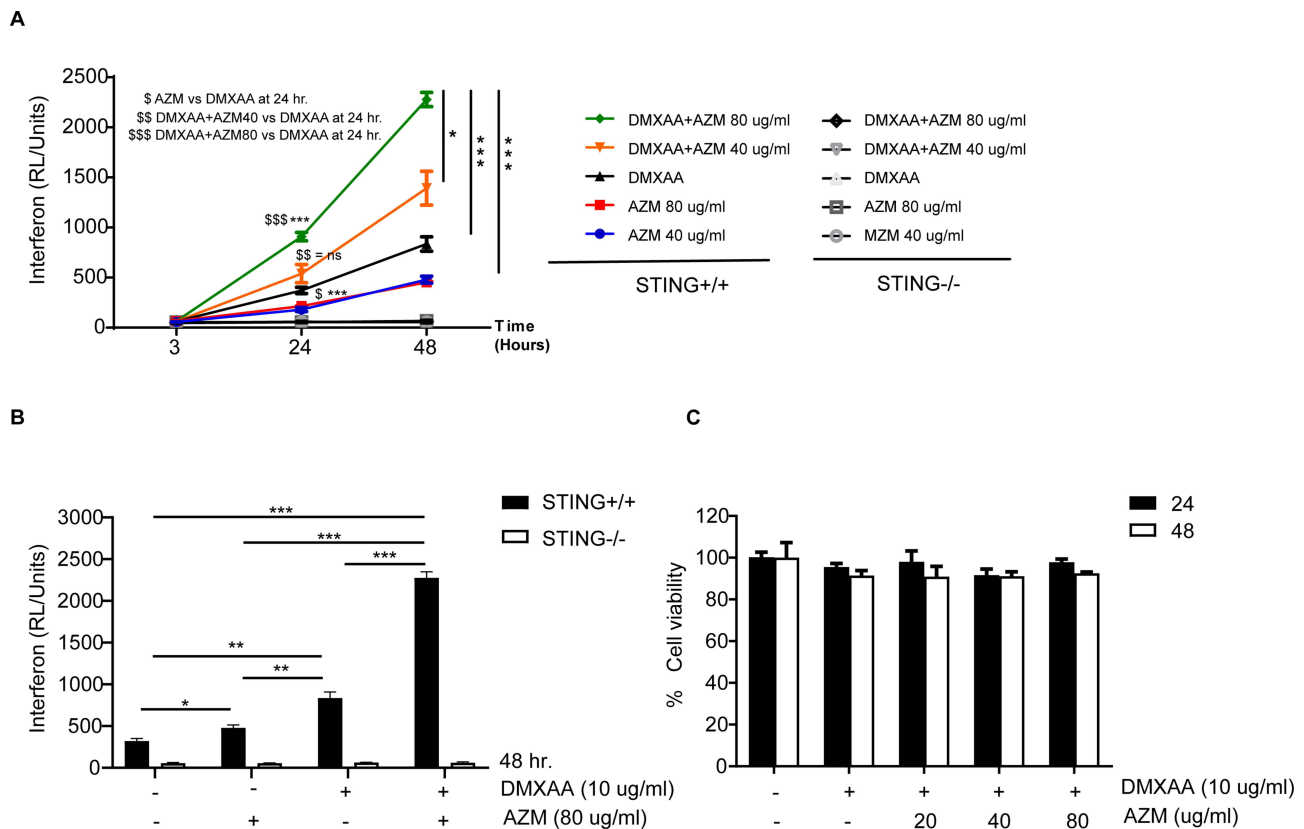 A
Interferon (RL/Units)
2500
2000
1500
1000
500
0
3
24
48
Time
(Hours)
$ AZM vs DMXAA at 24 hr.
$$ DMXAA+AZM40 vs DMXAA at 24 hr.
$$$ DMXAA+AZM80 vs DMXAA at 24 hr.
$$$ ***
$$ = ns
$ ***
*
***
***
DMXAA+AZM 80 ug/ml
DMXAA+AZM 40 ug/ml
DMXAA
AZM 80 ug/ml
AZM 40 ug/ml
STING+/+
DMXAA+AZM 80 ug/ml
DMXAA+AZM 40 ug/ml
DMXAA
AZM 80 ug/ml
MZM 40 ug/ml
STING-/-
B
Interferon (RL/Units)
3000
2500
2000
1500
1000
500
0
***
***
***
**
**
*
STING+/+
STING-/-
48 hr.
- - + + DMXAA (10 ug/ml)
- + - + AZM (80 ug/ml)
C
% Cell viability
120
100
80
60
40
20
0
24
48
- + + + + DMXAA (10 ug/ml)
- - 20 40 80 AZM (ug/ml)